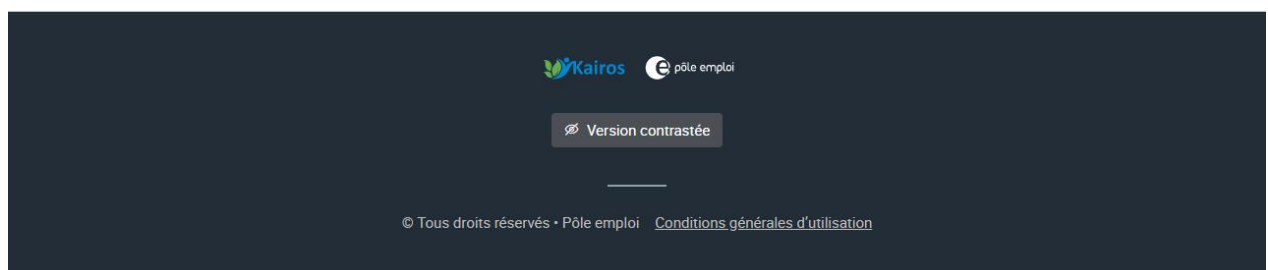 Kairos pôle emploi
Version contrastée
© Tous droits réservés • Pôle emploi Conditions générales d'utilisation